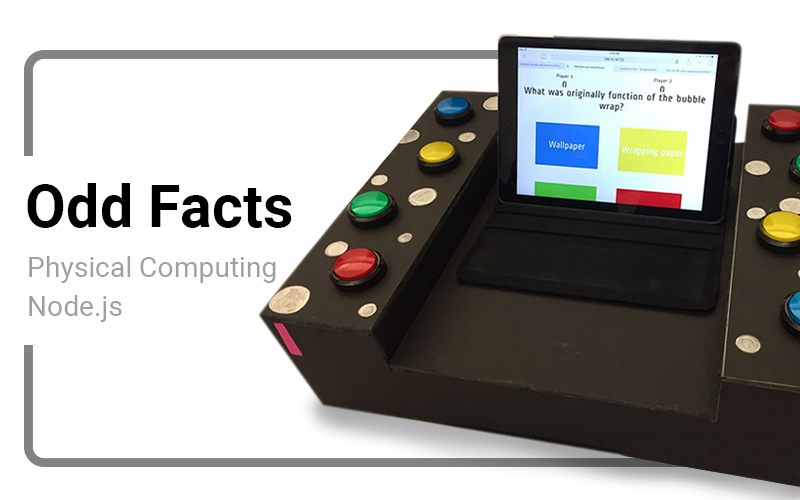 Odd Facts
Physical Computing
Node.js
Player 1
Player 2
0
0
What was originally function of the bubble
wrap?
Wallpaper
Wrapping paper